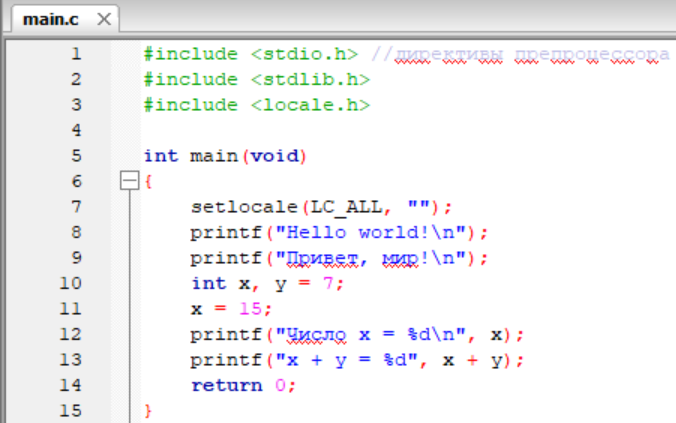 main.c
1 #include <stdio.h> //директивы препроцессора
2 #include <stdlib.h>
3 #include <locale.h>
4
5 int main(void)
6 {
7 setlocale(LC_ALL, "");
8 printf("Hello world!\n");
9 printf("Привет, мир!\n");
10 int x, y = 7;
11 x = 15;
12 printf("Число x = %d\n", x);
13 printf("x + y = %d", x + y);
14 return 0;
15 }